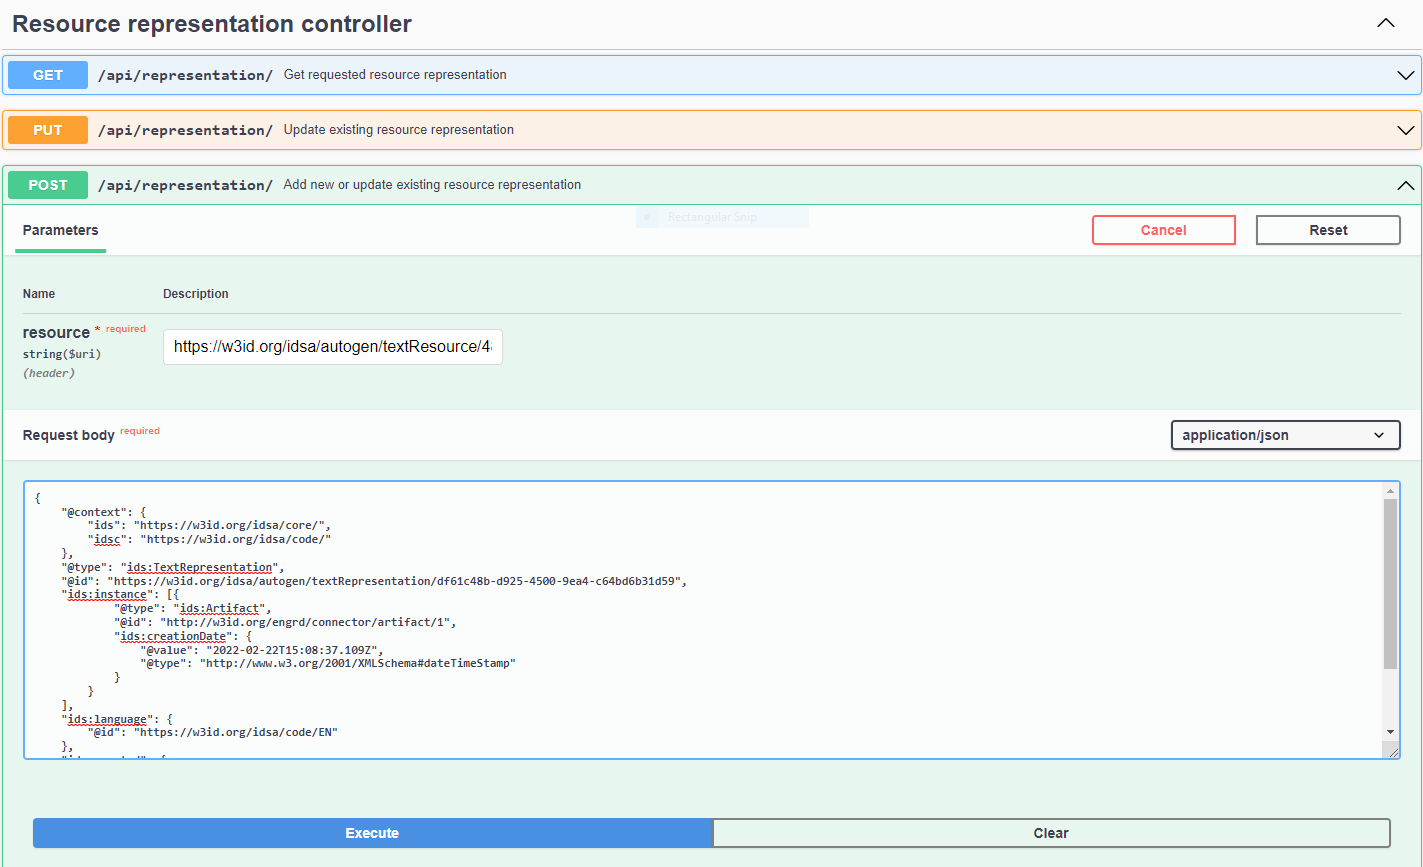 Resource representation controller
GET /api/representation/ Get requested resource representation
PUT /api/representation/ Update existing resource representation
POST /api/representation/ Add new or update existing resource representation
Rectangular Snip
Parameters Cancel Reset
Name Description
resource * required
string($uri)
(header)
https://w3id.org/idsa/autogen/textResource/4
Request body required application/json
{
"@context": {
"ids": "https://w3id.org/idsa/core/",
"idsc": "https://w3id.org/idsa/code/"
},
"@type": "ids:TextRepresentation",
"@id": "https://w3id.org/idsa/autogen/textRepresentation/df61c48b-d925-4500-9ea4-c64bd6b31d59",
"ids:instance": [{
"@type": "ids:Artifact",
"@id": "http://w3id.org/engrd/connector/artifact/1",
"ids:creationDate": {
"@value": "2022-02-22T15:08:37.109Z",
"@type": "http://www.w3.org/2001/XMLSchema#dateTimeStamp"
}
}
],
"ids:language": {
"@id": "https://w3id.org/idsa/code/EN"
},
Execute Clear